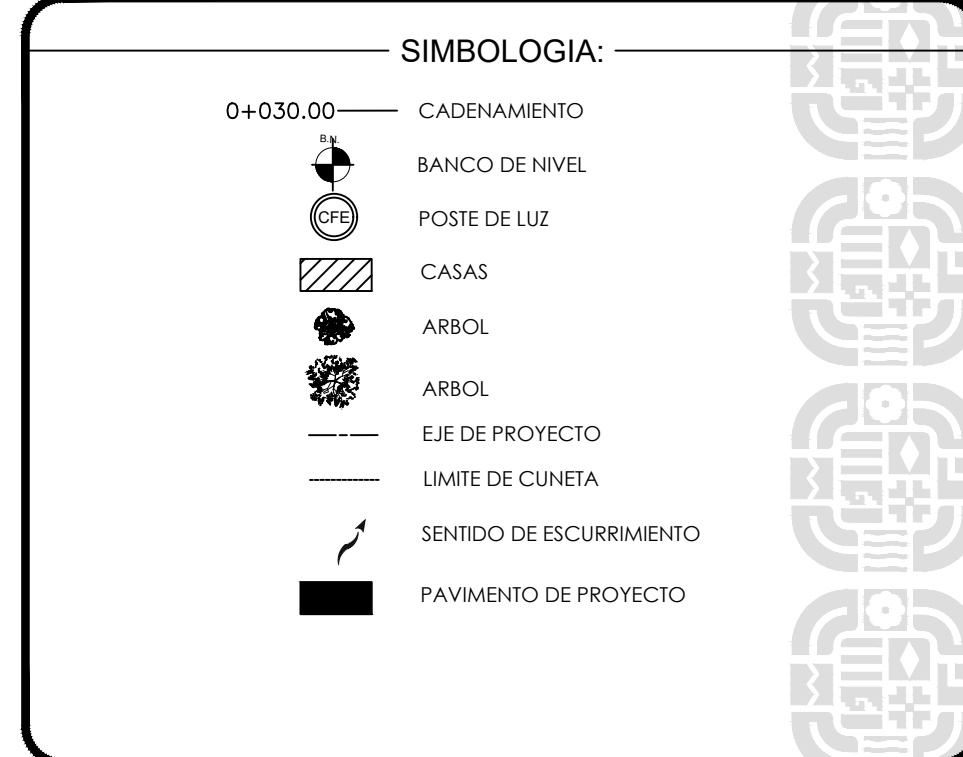 SIMBOLOGIA:
0+030.00 CADENAMIENTO
B.N.
BANCO DE NIVEL
CFE POSTE DE LUZ
CASAS
ARBOL
ARBOL
EJE DE PROYECTO
LIMITE DE CUNETA
SENTIDO DE ESCURRIMIENTO
PAVIMENTO DE PROYECTO